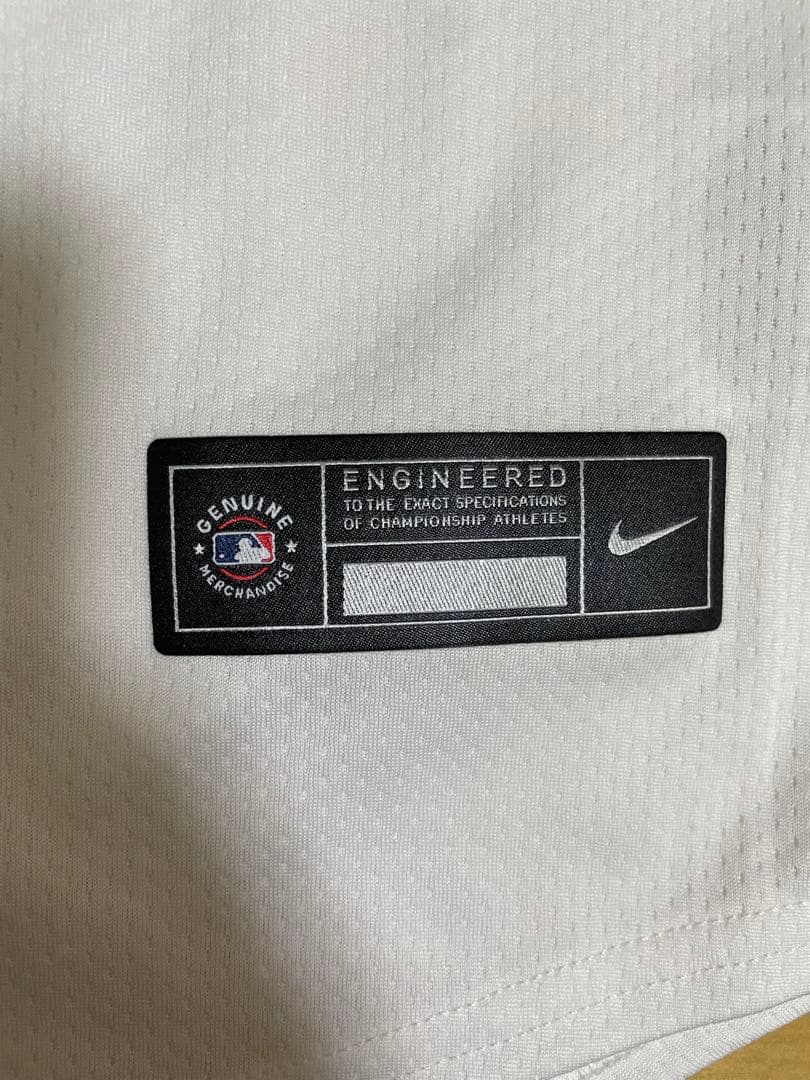 GENUINE
MERCHANDISE
ENGINEERED
TO THE EXACT SPECIFICATIONS
OF CHAMPIONSHIP ATHLETES